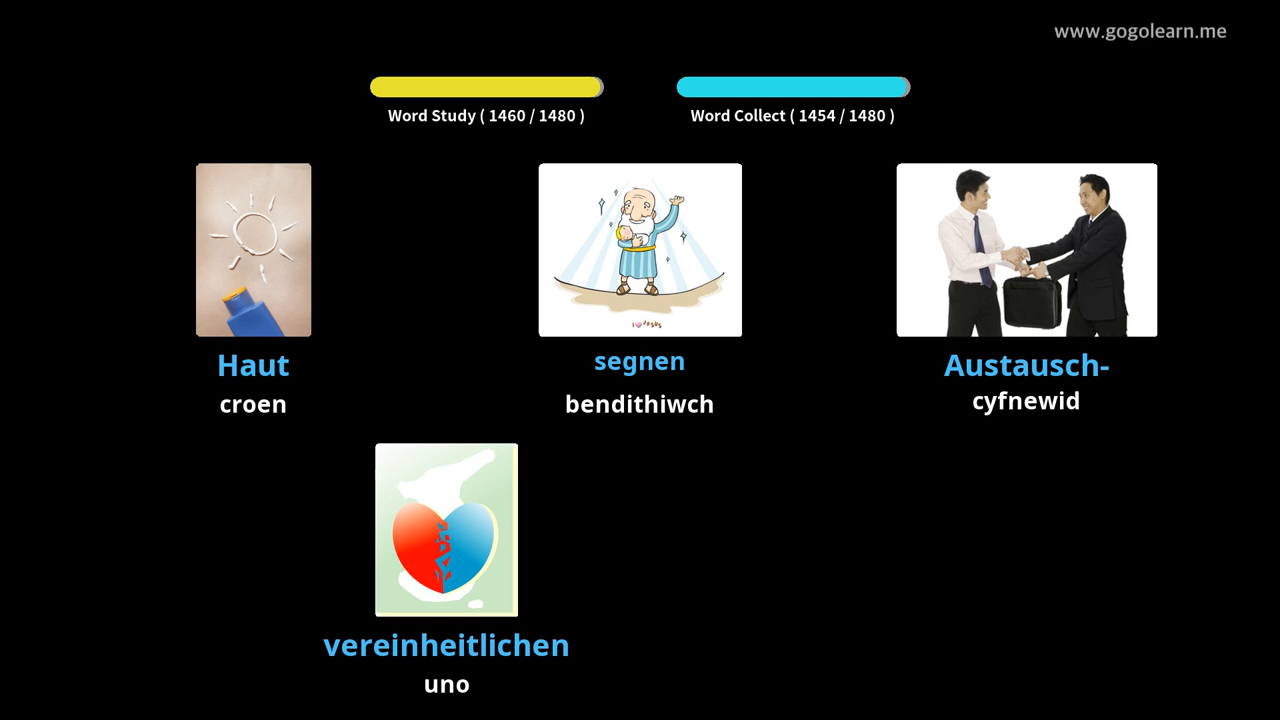 www.gogolearn.me
Word Study ( 1460 / 1480 )
Word Collect ( 1454 / 1480 )
Haut
croen
segnen
bendithiwch
Austausch-
cyfnewid
vereinheitlichen
uno